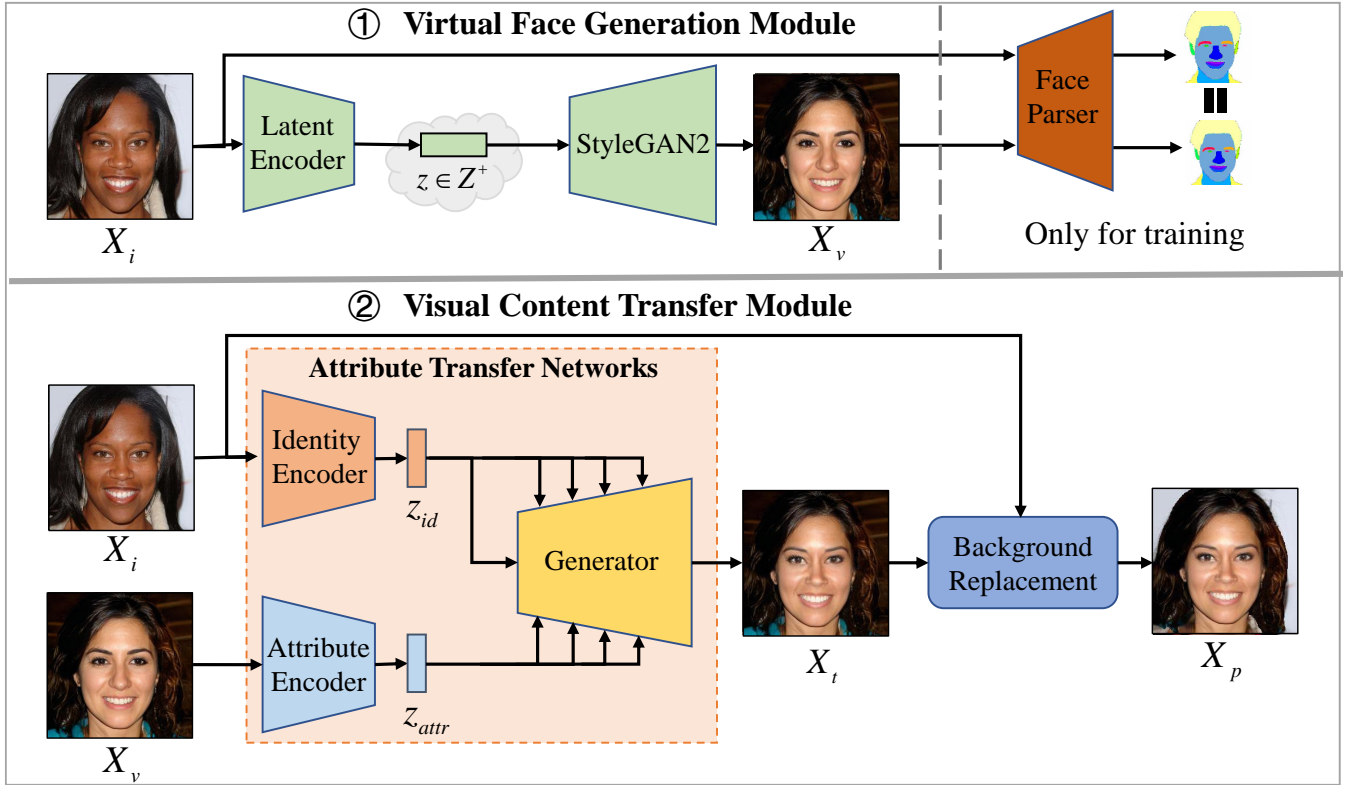 ① Virtual Face Generation Module
Latent
Encoder
z ∈ Z⁺
StyleGAN2
Face
Parser
X_i
X_v
Only for training
② Visual Content Transfer Module
Attribute Transfer Networks
Identity
Encoder
z_id
X_i
Generator
Background
Replacement
Attribute
Encoder
z_attr
X_t
X_p
X_v